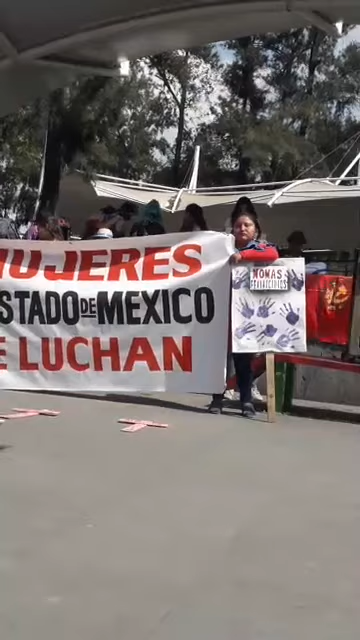 MUJERES
ESTADO DE MEXICO
E LUCHAN
NOMAS
FEMINICIDIOS